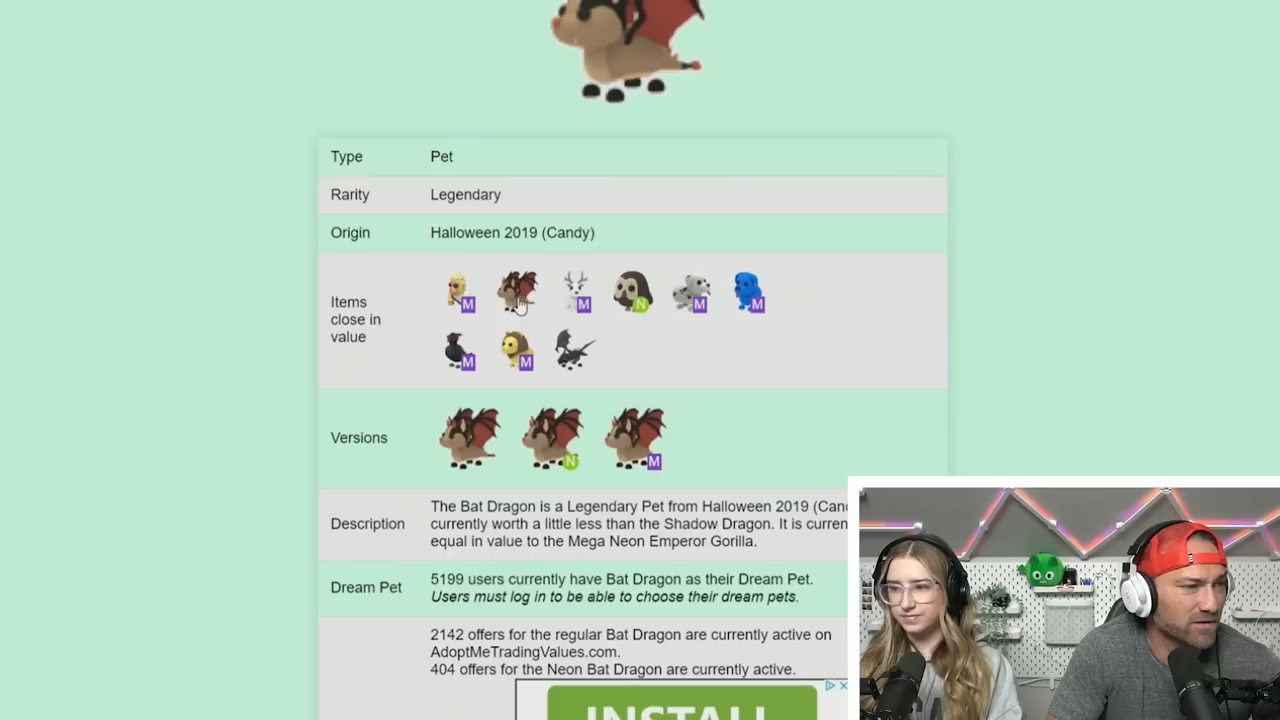 Type Pet
Rarity Legendary
Origin Halloween 2019 (Candy)
Items
close in
value
M M N M M
M M
Versions
N M
Description
The Bat Dragon is a Legendary Pet from Halloween 2019 (Can
currently worth a little less than the Shadow Dragon. It is curren
equal in value to the Mega Neon Emperor Gorilla.
Dream Pet
5199 users currently have Bat Dragon as their Dream Pet.
Users must log in to be able to choose their dream pets.
2142 offers for the regular Bat Dragon are currently active on
AdoptMeTradingValues.com.
404 offers for the Neon Bat Dragon are currently active.
INSTALL